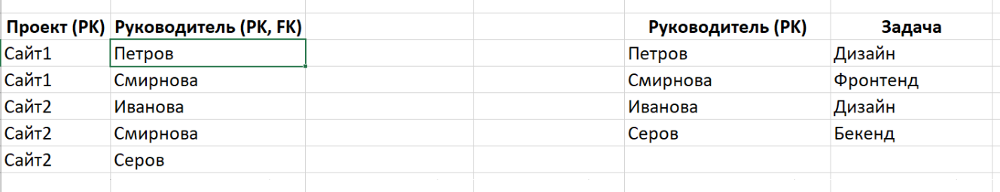 Проект (PK) Руководитель (PK, FK) Руководитель (PK) Задача
Сайт1 Петров Петров Дизайн
Сайт1 Смирнова Смирнова Фронтенд
Сайт2 Иванова Иванова Дизайн
Сайт2 Смирнова Серов Бекенд
Сайт2 Серов